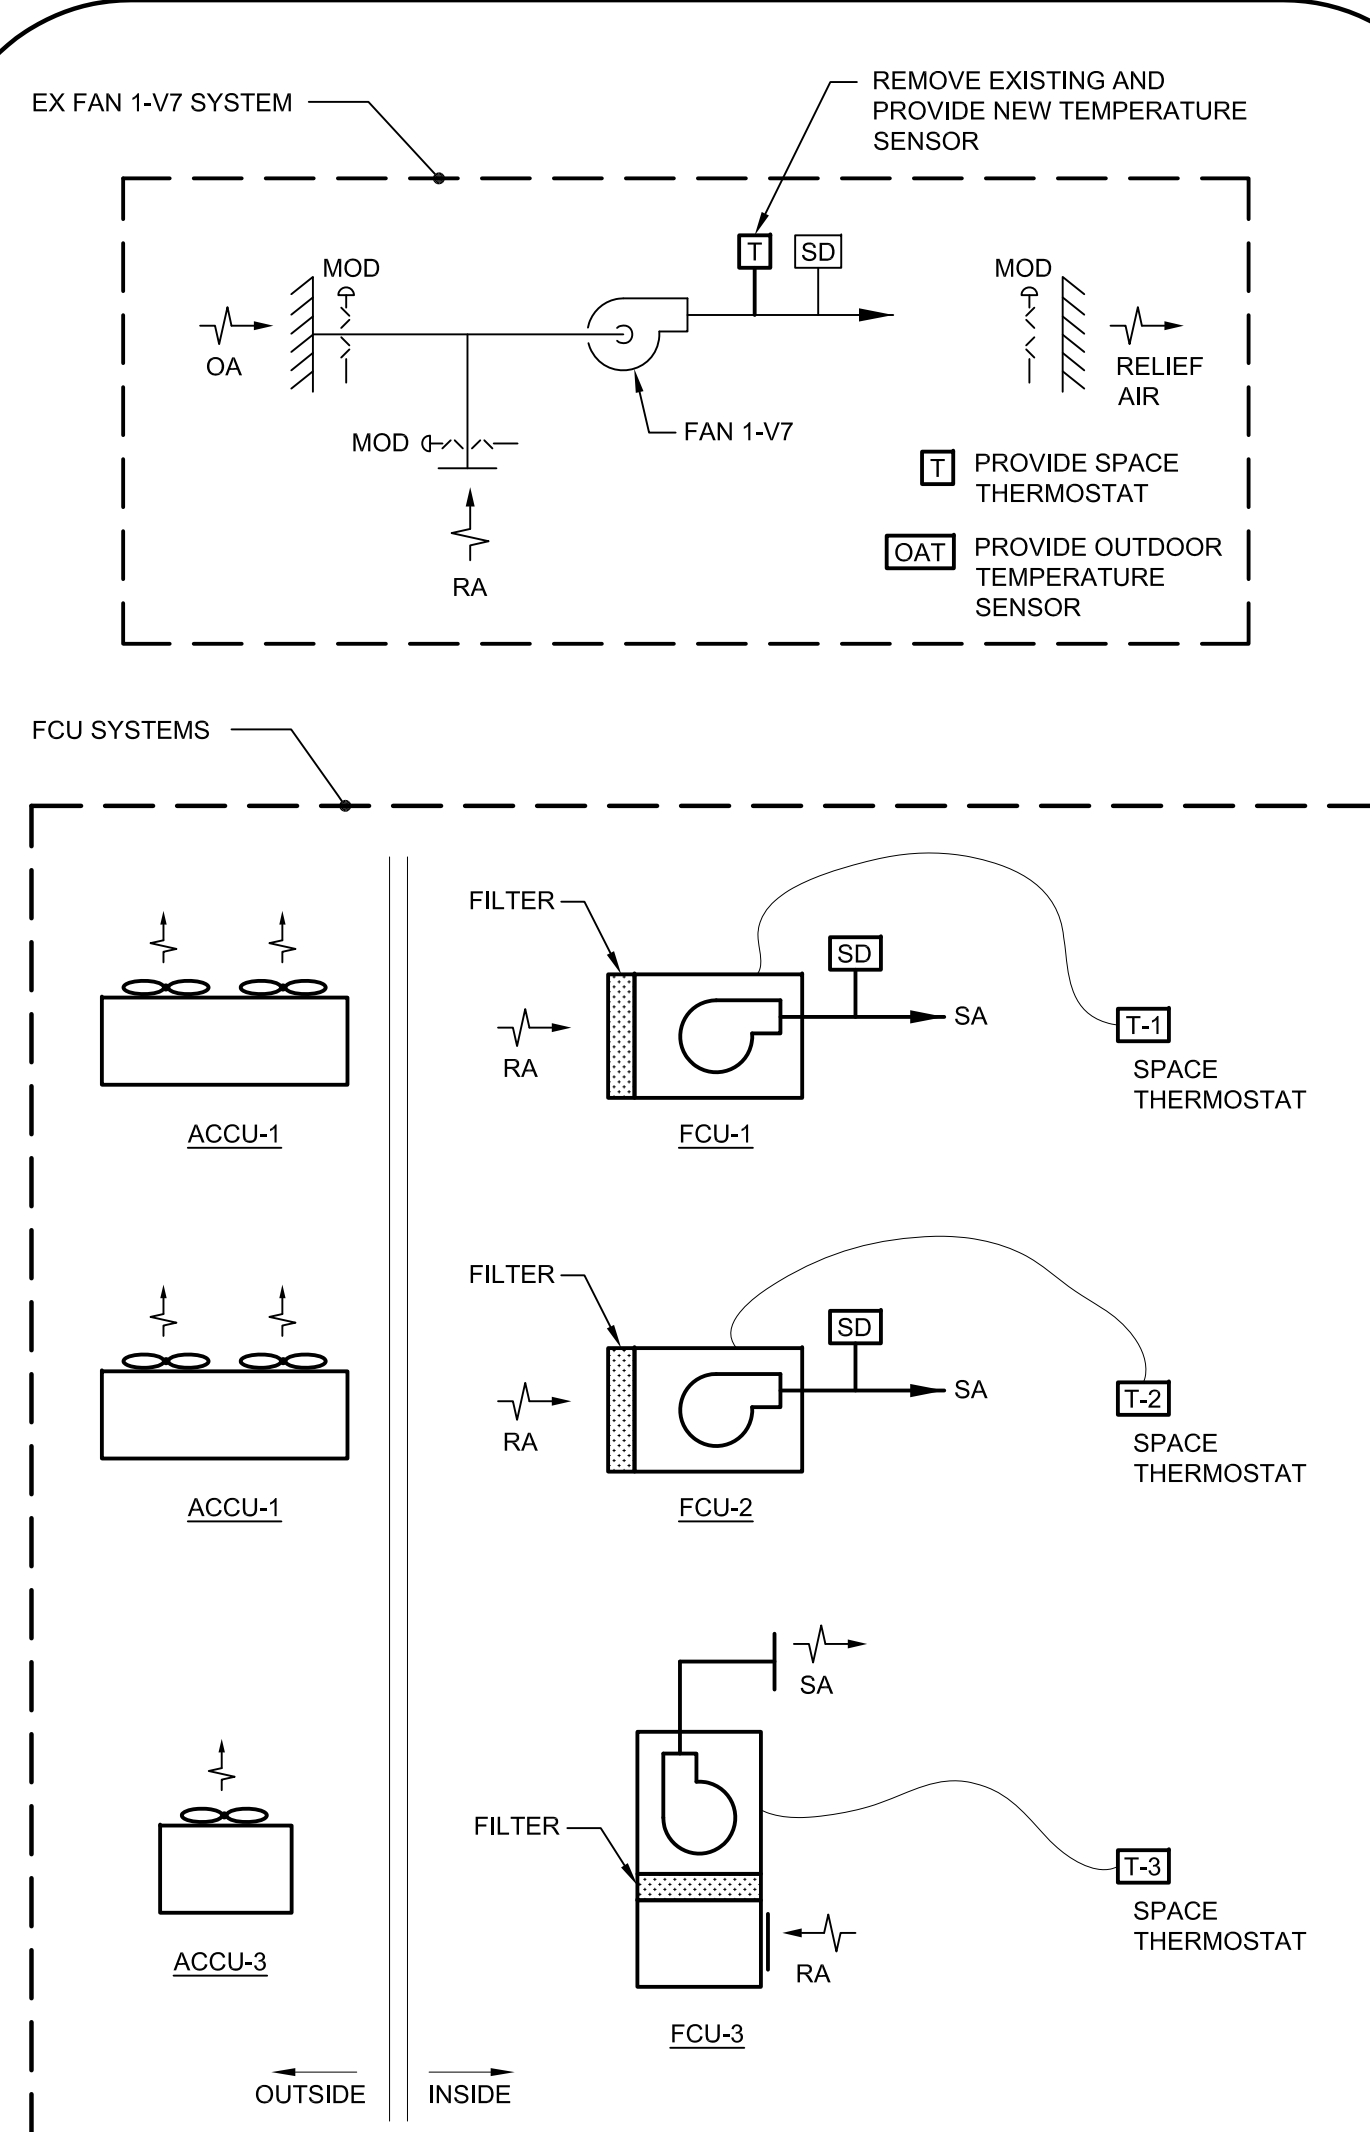 EX FAN 1-V7 SYSTEM
REMOVE EXISTING AND
PROVIDE NEW TEMPERATURE
SENSOR
T
SD
MOD
MOD
OA
RELIEF
AIR
MOD
FAN 1-V7
T
PROVIDE SPACE
THERMOSTAT
RA
OAT
PROVIDE OUTDOOR
TEMPERATURE
SENSOR
FCU SYSTEMS
FILTER
SD
SA
RA
T-1
SPACE
THERMOSTAT
ACCU-1
FCU-1
FILTER
SD
SA
RA
T-2
SPACE
THERMOSTAT
ACCU-1
FCU-2
SA
FILTER
T-3
SPACE
THERMOSTAT
ACCU-3
RA
FCU-3
OUTSIDE
INSIDE